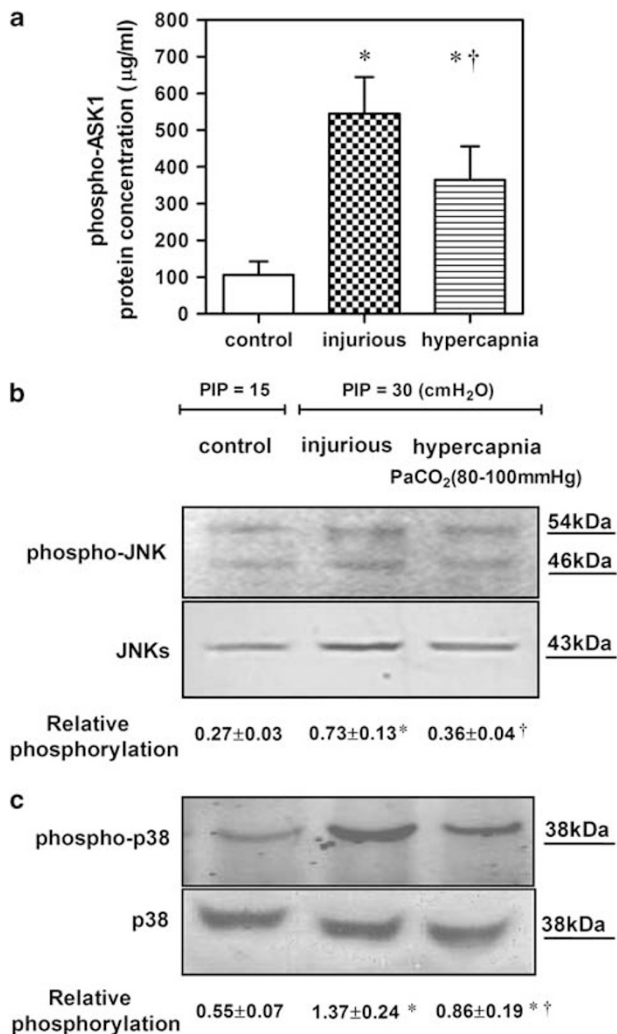 a
phospho-ASK1
protein concentration (μg/ml)
800
700
600
500
400
300
200
100
0
*
* †
control injurious hypercapnia
b
PIP = 15 PIP = 30 (cmH₂O)
control injurious hypercapnia
PaCO₂(80-100mmHg)
phospho-JNK
54kDa
46kDa
JNKs
43kDa
Relative
phosphorylation
0.27±0.03 0.73±0.13 * 0.36±0.04 †
c
phospho-p38
38kDa
p38
38kDa
Relative
phosphorylation
0.55±0.07 1.37±0.24 * 0.86±0.19 * †